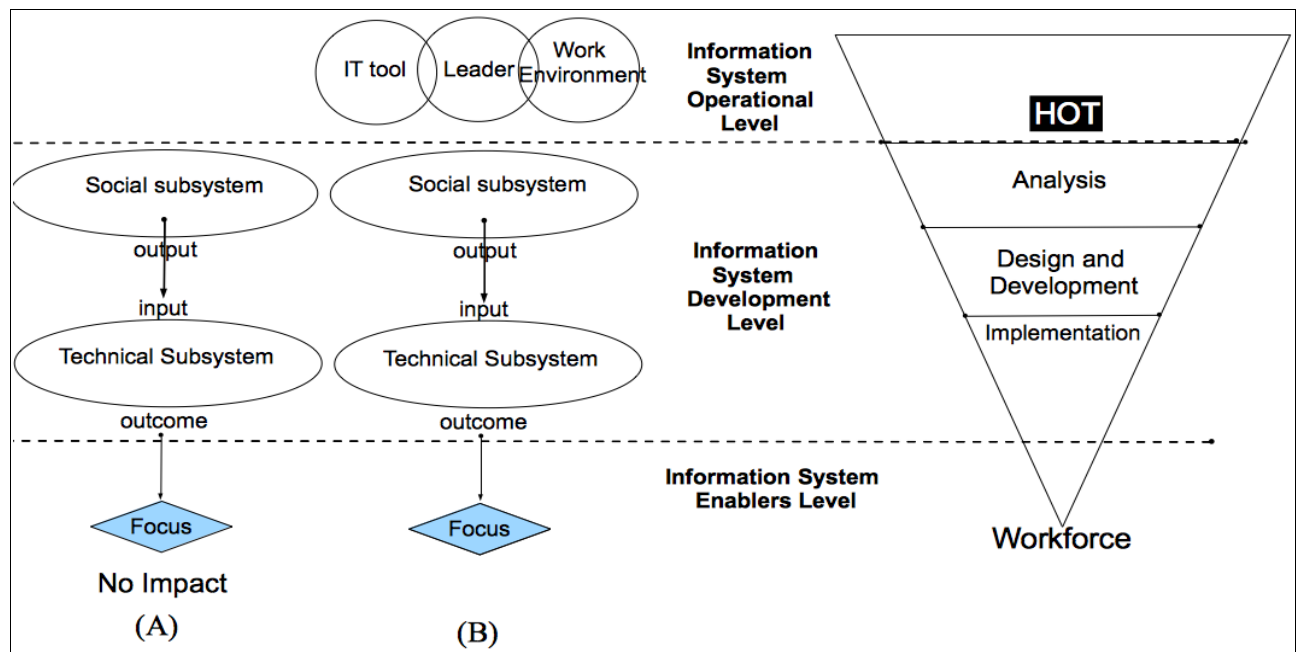 IT tool
Leader
Work
Environment
Information
System
Operational
Level
HOT
Social subsystem
output
input
Technical Subsystem
outcome
Focus
No Impact
(A)
Social subsystem
output
input
Technical Subsystem
outcome
Focus
(B)
Information
System
Development
Level
Information System
Enablers Level
Analysis
Design and
Development
Implementation
Workforce